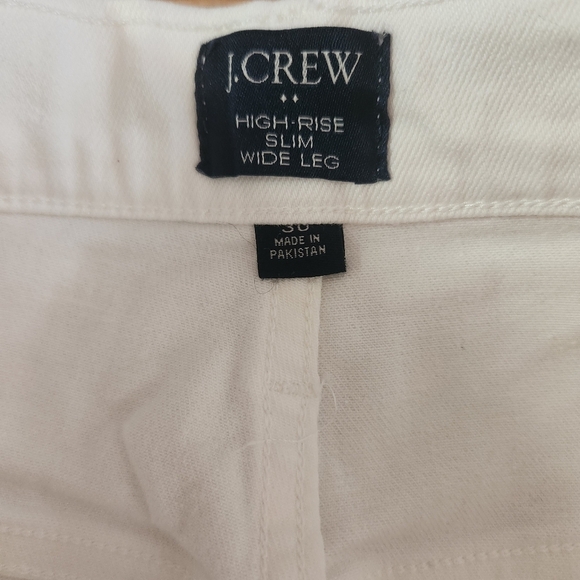 J.CREW
HIGH-RISE
SLIM
WIDE LEG
30
MADE IN
PAKISTAN